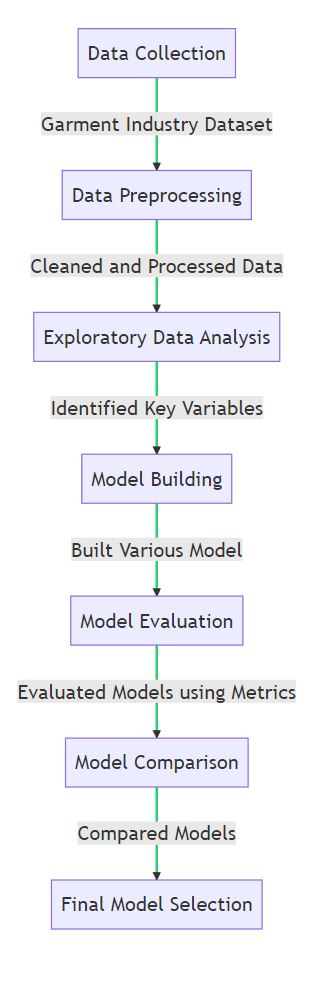 Data Collection
Garment Industry Dataset
Data Preprocessing
Cleaned and Processed Data
Exploratory Data Analysis
Identified Key Variables
Model Building
Built Various Model
Model Evaluation
Evaluated Models using Metrics
Model Comparison
Compared Models
Final Model Selection